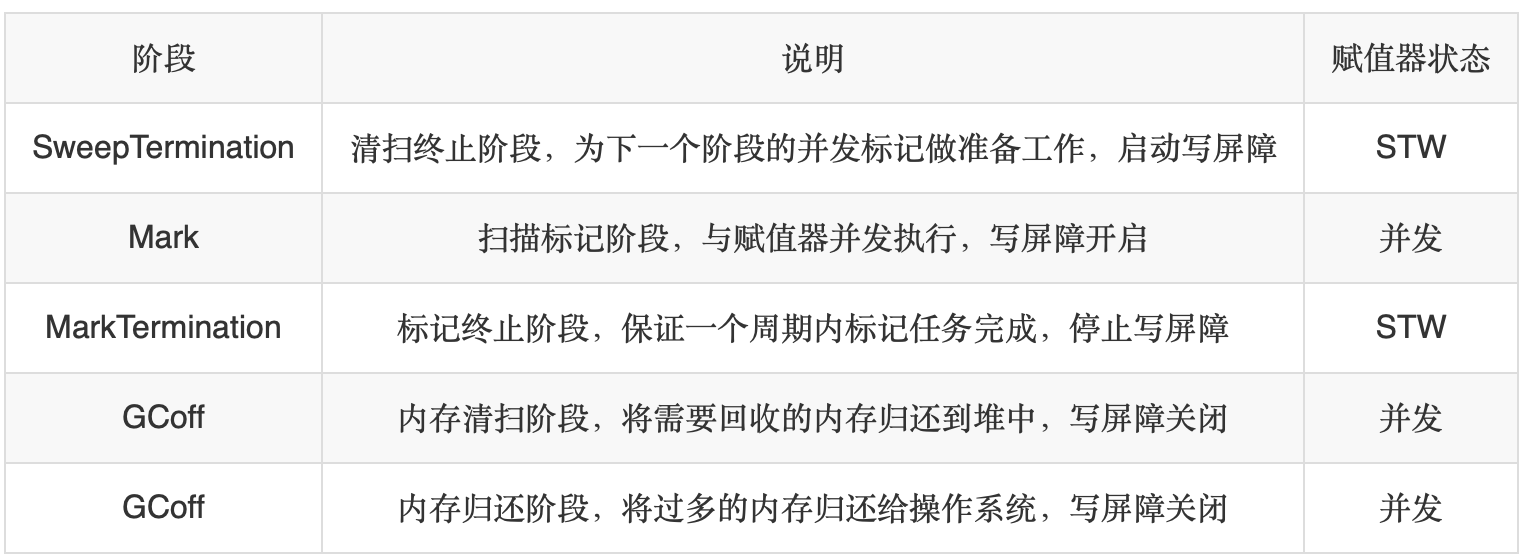 阶段 说明 赋值器状态
SweepTermination 清扫终止阶段，为下一个阶段的并发标记做准备工作，启动写屏障 STW
Mark 扫描标记阶段，与赋值器并发执行，写屏障开启 并发
MarkTermination 标记终止阶段，保证一个周期内标记任务完成，停止写屏障 STW
GCoff 内存清扫阶段，将需要回收的内存归还到堆中，写屏障关闭 并发
GCoff 内存归还阶段，将过多的内存归还给操作系统，写屏障关闭 并发